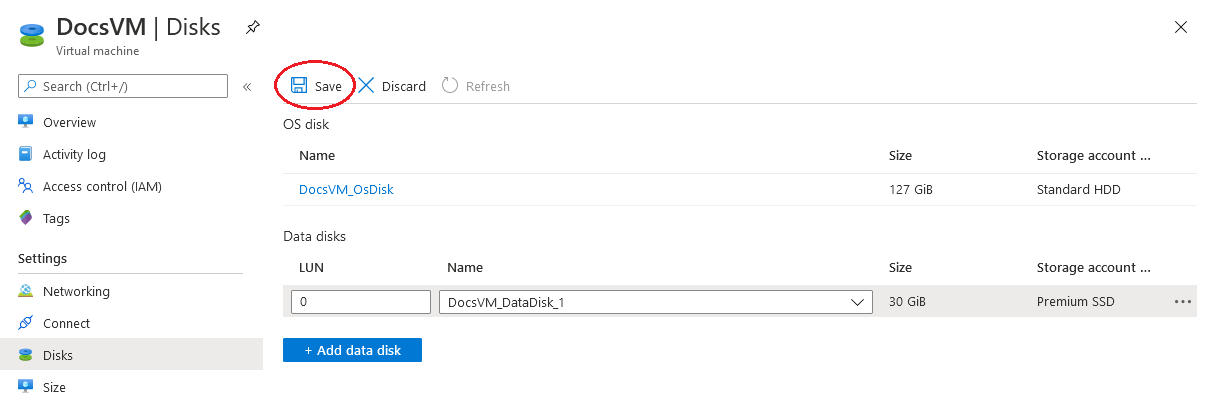 DocsVM | Disks
Virtual machine
Search (Ctrl+/)
«
Overview
Activity log
Access control (IAM)
Tags
Settings
Networking
Connect
Disks
Size
Save Discard Refresh
OS disk
Name Size Storage account ...
DocsVM_OsDisk 127 GiB Standard HDD
Data disks
LUN Name Size Storage account ...
0 DocsVM_DataDisk_1 30 GiB Premium SSD ...
+ Add data disk